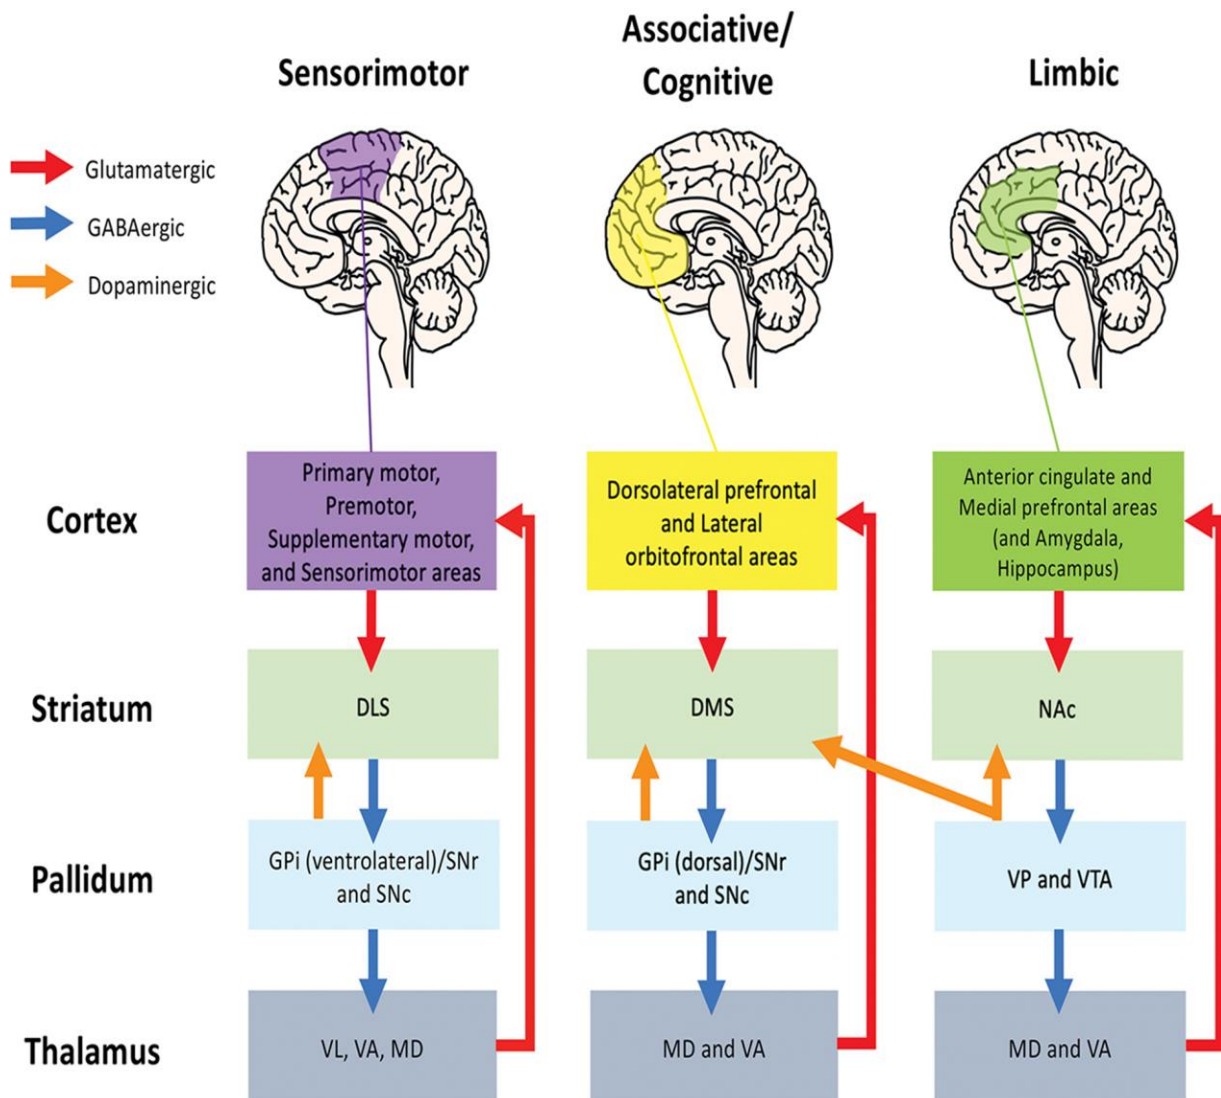 Sensorimotor
Associative/
Cognitive
Limbic
Glutamatergic
GABAergic
Dopaminergic
Cortex
Primary motor,
Premotor,
Supplementary motor,
and Sensorimotor areas
Dorsolateral prefrontal
and Lateral
orbitofrontal areas
Anterior cingulate and
Medial prefrontal areas
(and Amygdala,
Hippocampus)
Striatum
DLS
DMS
NAc
Pallidum
GPi (ventrolateral)/SNr
and SNc
GPi (dorsal)/SNr
and SNc
VP and VTA
Thalamus
VL, VA, MD
MD and VA
MD and VA